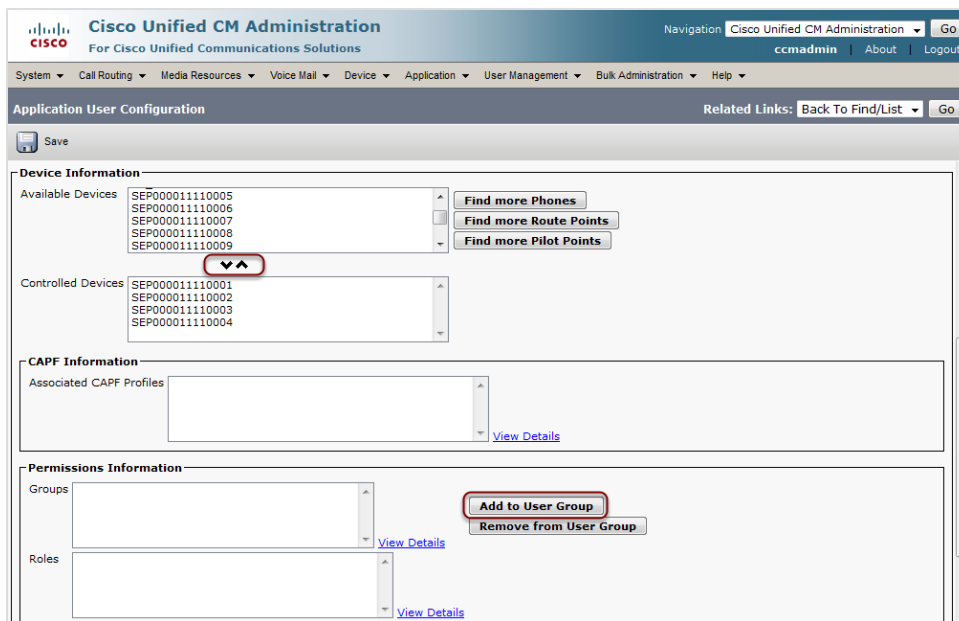 CISCO
Cisco Unified CM Administration
For Cisco Unified Communications Solutions
Navigation Cisco Unified CM Administration Go
ccmadmin | About | Logout
System Call Routing Media Resources Voice Mail Device Application User Management Bulk Administration Help
Application User Configuration
Related Links: Back To Find/List Go
Save
Device Information
Available Devices
SEP000011110005
SEP000011110006
SEP000011110007
SEP000011110008
SEP000011110009
Find more Phones
Find more Route Points
Find more Pilot Points
Controlled Devices
SEP000011110001
SEP000011110002
SEP000011110003
SEP000011110004
CAPF Information
Associated CAPF Profiles
View Details
Permissions Information
Groups
Add to User Group
Remove from User Group
View Details
Roles
View Details